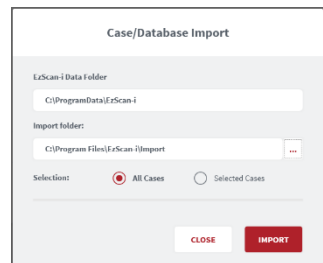 Case/Database Import
EzScan-i Data Folder
C:\ProgramData\EzScan-i
Import folder:
C:\Program Files\EzScan-i\Import
...
Selection: All Cases Selected Cases
CLOSE IMPORT